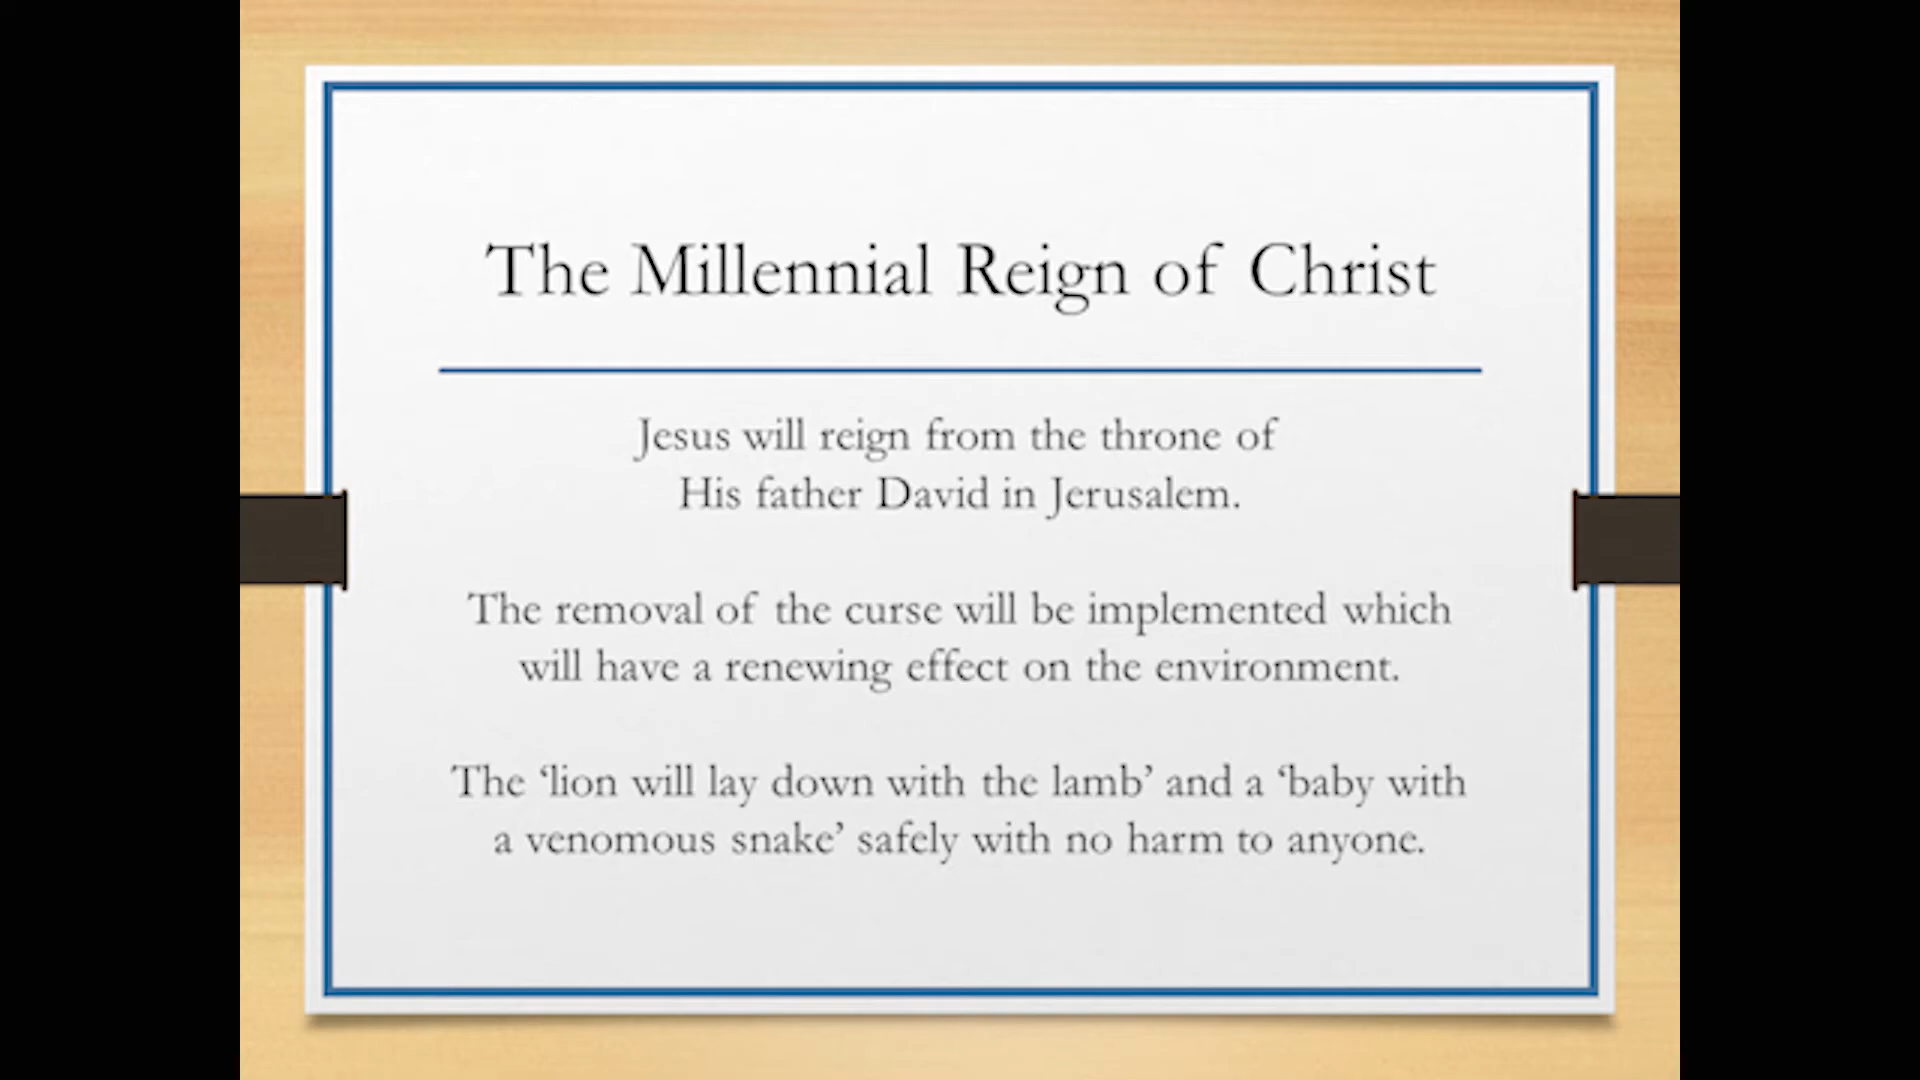 The Millennial Reign of Christ
Jesus will reign from the throne of
His father David in Jerusalem.
The removal of the curse will be implemented which
will have a renewing effect on the environment.
The ‘lion will lay down with the lamb’ and a ‘baby with
a venomous snake’ safely with no harm to anyone.